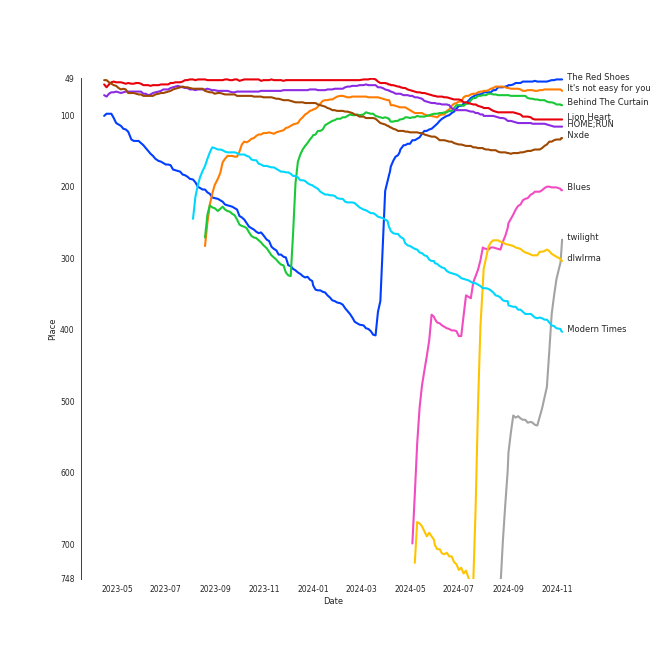 49
100
200
300
400
500
600
700
748
Place
2023-05
2023-07
2023-09
2023-11
2024-01
2024-03
2024-05
2024-07
2024-09
2024-11
Date
The Red Shoes
It's not easy for you
Behind The Curtain
Lion Heart
HOME;RUN
Nxde
Blues
twilight
dlwlrma
Modern Times